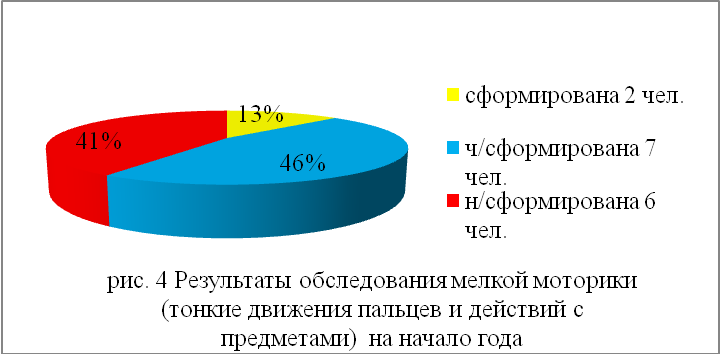 13%
41%
46%
сформирована 2 чел.
ч/сформирована 7
чел.
н/сформирована 6
чел.
рис. 4 Результаты обследования мелкой моторики
(тонкие движения пальцев и действий с
предметами) на начало года